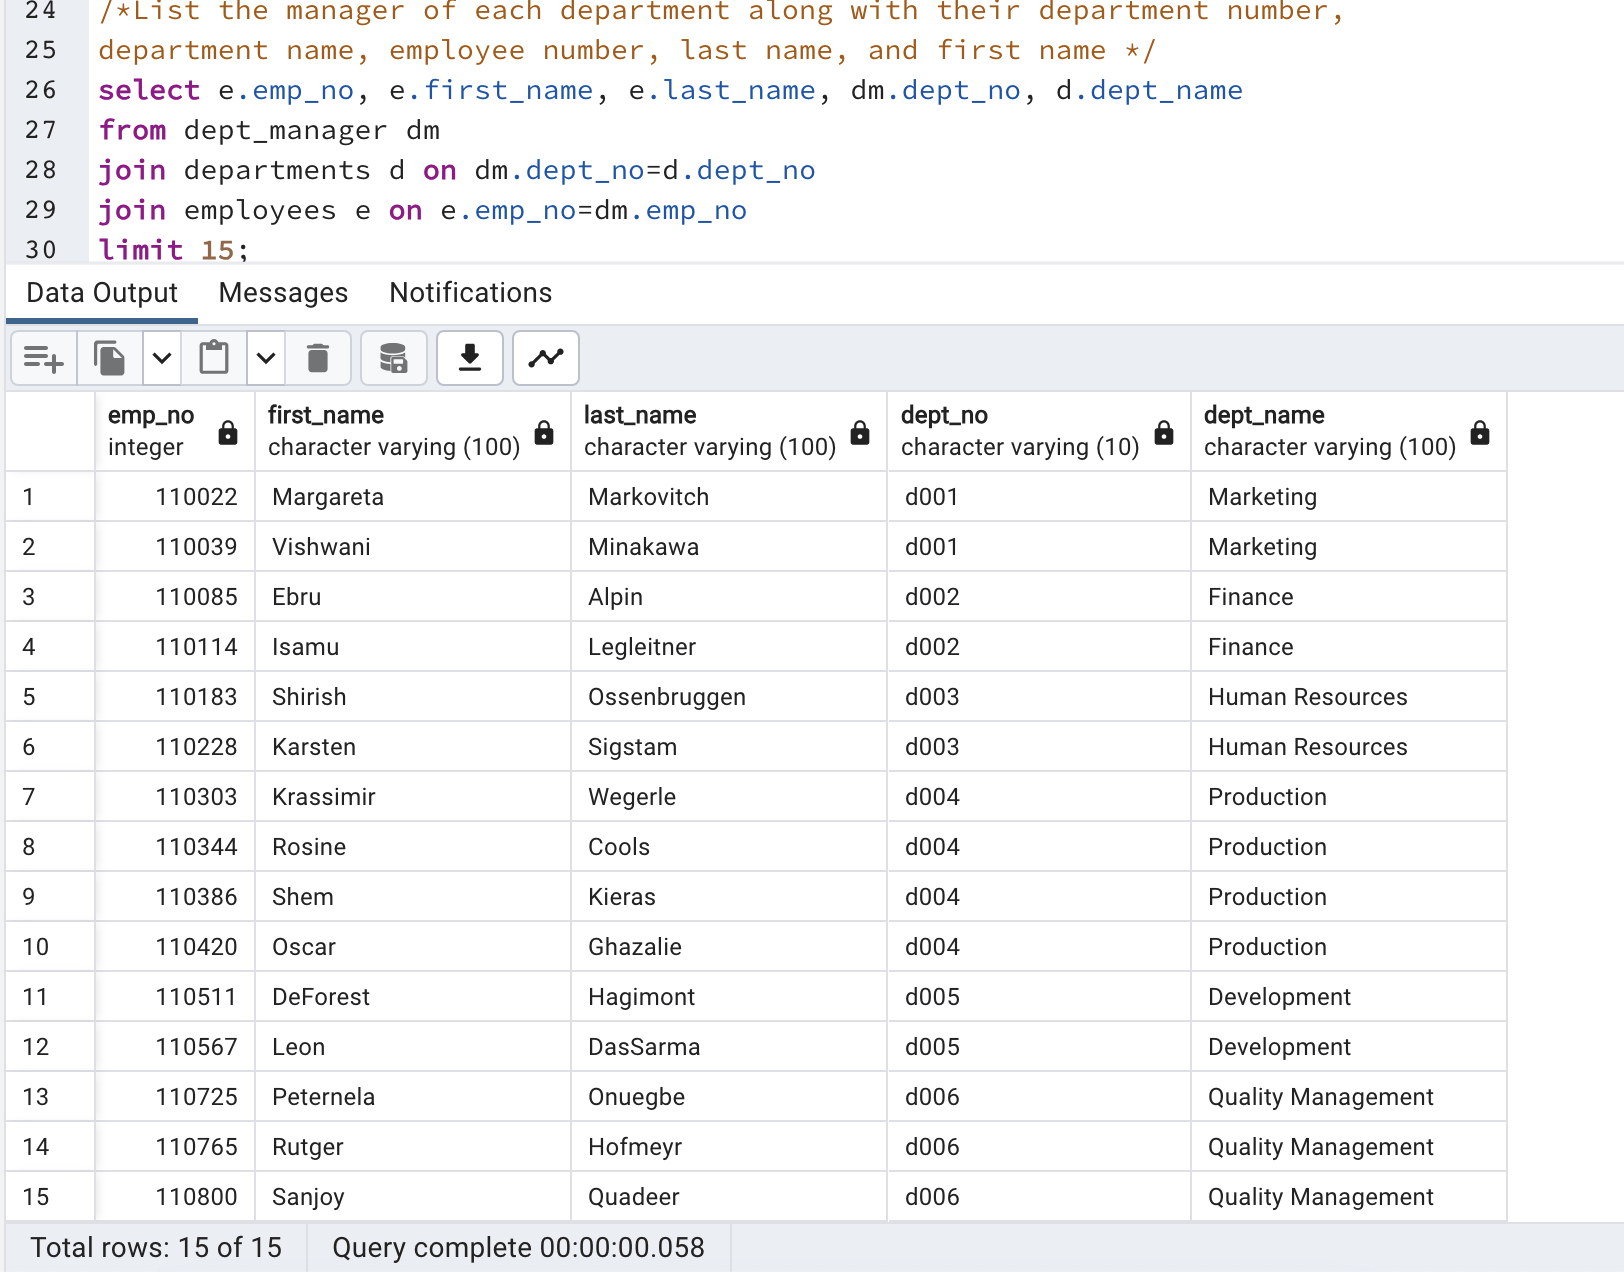 24 /*List the manager of each department along with their department number,
25 department name, employee number, last name, and first name */
26 select e.emp_no, e.first_name, e.last_name, dm.dept_no, d.dept_name
27 from dept_manager dm
28 join departments d on dm.dept_no=d.dept_no
29 join employees e on e.emp_no=dm.emp_no
30 limit 15;
Data Output Messages Notifications
emp_no first_name last_name dept_no dept_name
integer character varying (100) character varying (100) character varying (10) character varying (100)
1 110022 Margareta Markovitch d001 Marketing
2 110039 Vishwani Minakawa d001 Marketing
3 110085 Ebru Alpin d002 Finance
4 110114 Isamu Legleitner d002 Finance
5 110183 Shirish Ossenbruggen d003 Human Resources
6 110228 Karsten Sigstam d003 Human Resources
7 110303 Krassimir Wegerle d004 Production
8 110344 Rosine Cools d004 Production
9 110386 Shem Kieras d004 Production
10 110420 Oscar Ghazalie d004 Production
11 110511 DeForest Hagimont d005 Development
12 110567 Leon DasSarma d005 Development
13 110725 Peternela Onuegbe d006 Quality Management
14 110765 Rutger Hofmeyr d006 Quality Management
15 110800 Sanjoy Quadeer d006 Quality Management
Total rows: 15 of 15 Query complete 00:00:00.058